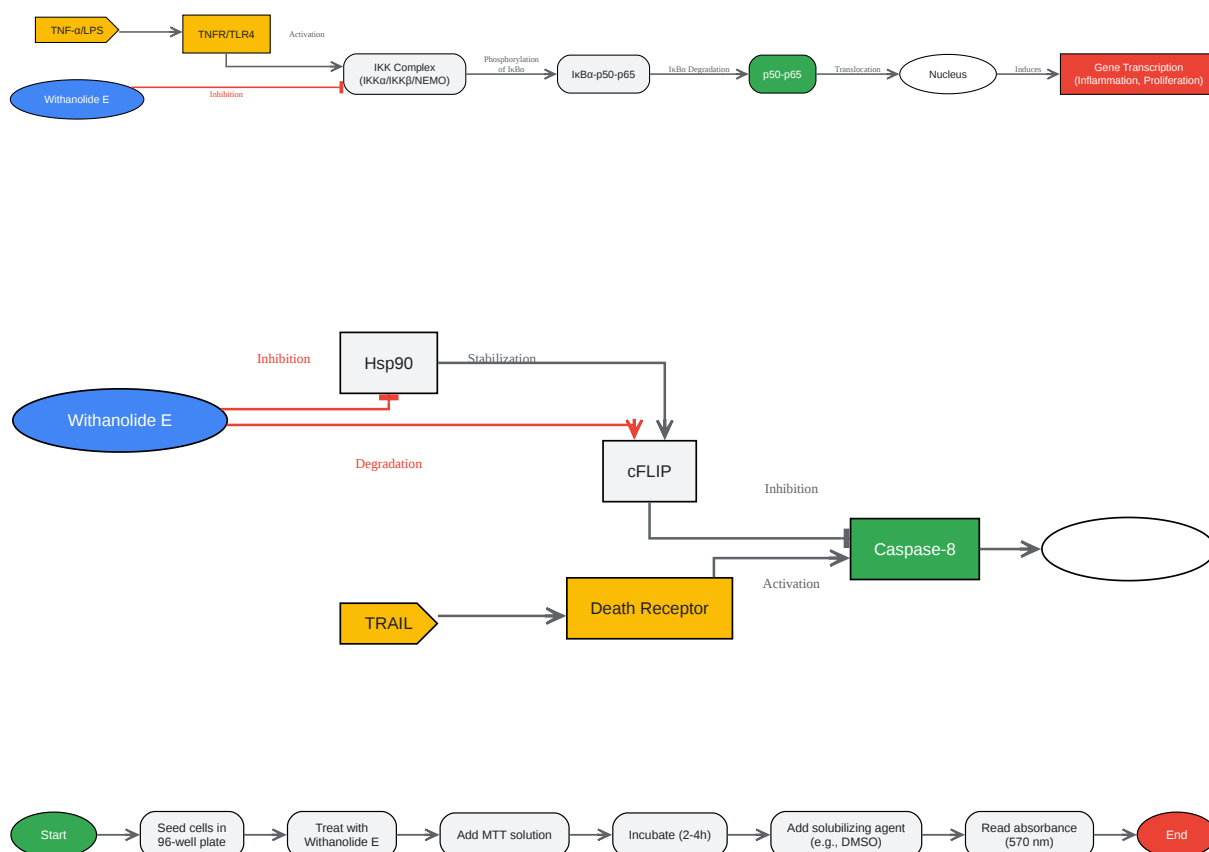 TNF-α/LPS
TNFR/TLR4
Activation
IKK Complex
(IKKα/IKKβ/NEMO)
Phosphorylation
of IκBα
IκBα-p50-p65
IκBα Degradation
p50-p65
Translocation
Nucleus
Induces
Gene Transcription
(Inflammation, Proliferation)
Withanolide E
Inhibition
Inhibition
Hsp90
Stabilization
Withanolide E
Degradation
cFLIP
Inhibition
Caspase-8
Activation
Death Receptor
TRAIL
Start
Seed cells in
96-well plate
Treat with
Withanolide E
Add MTT solution
Incubate (2-4h)
Add solubilizing agent
(e.g., DMSO)
Read absorbance
(570 nm)
End